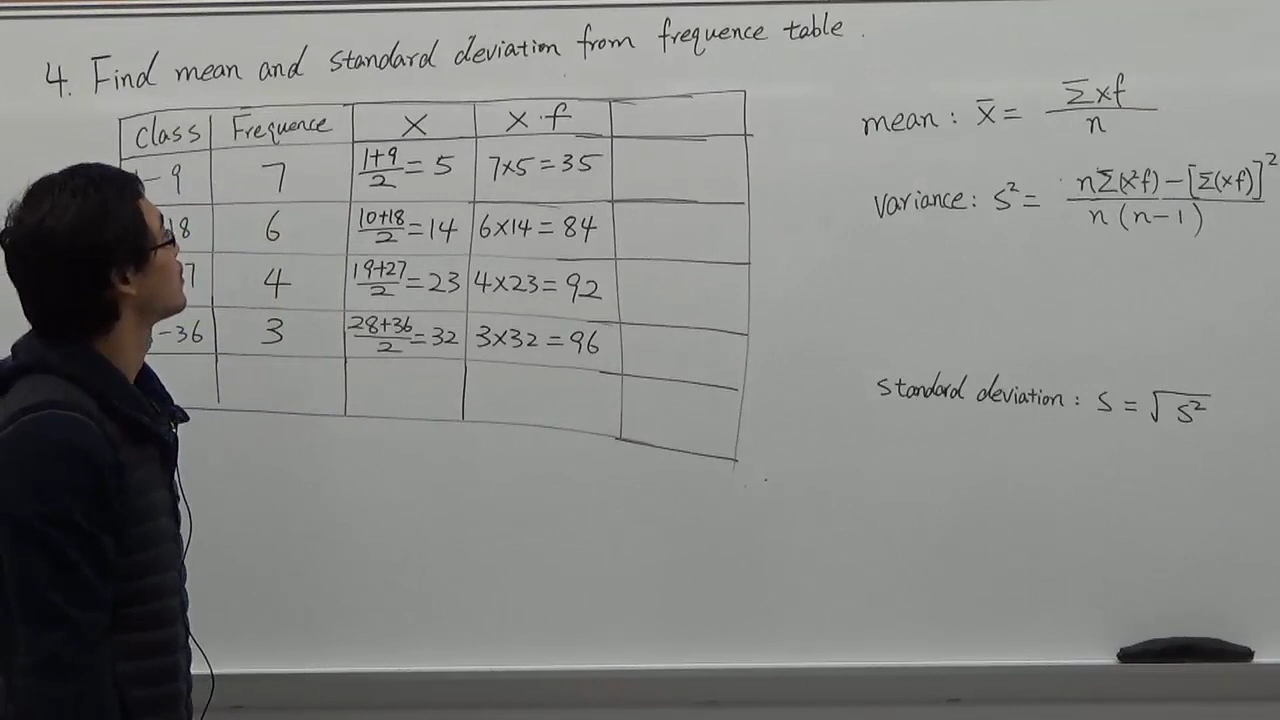 4. Find mean and standard deviation from frequence table.
class Frequence X X·f
-9 7 1+9/2=5 7×5=35
18 6 10+18/2=14 6×14=84
7 4 19+27/2=23 4×23=92
-36 3 28+36/2=32 3×32=96
mean: x̄ = Σxf/n
variance: s² = nΣ(x²f)-[Σ(xf)]²/n(n-1)
standard deviation: s = √s²